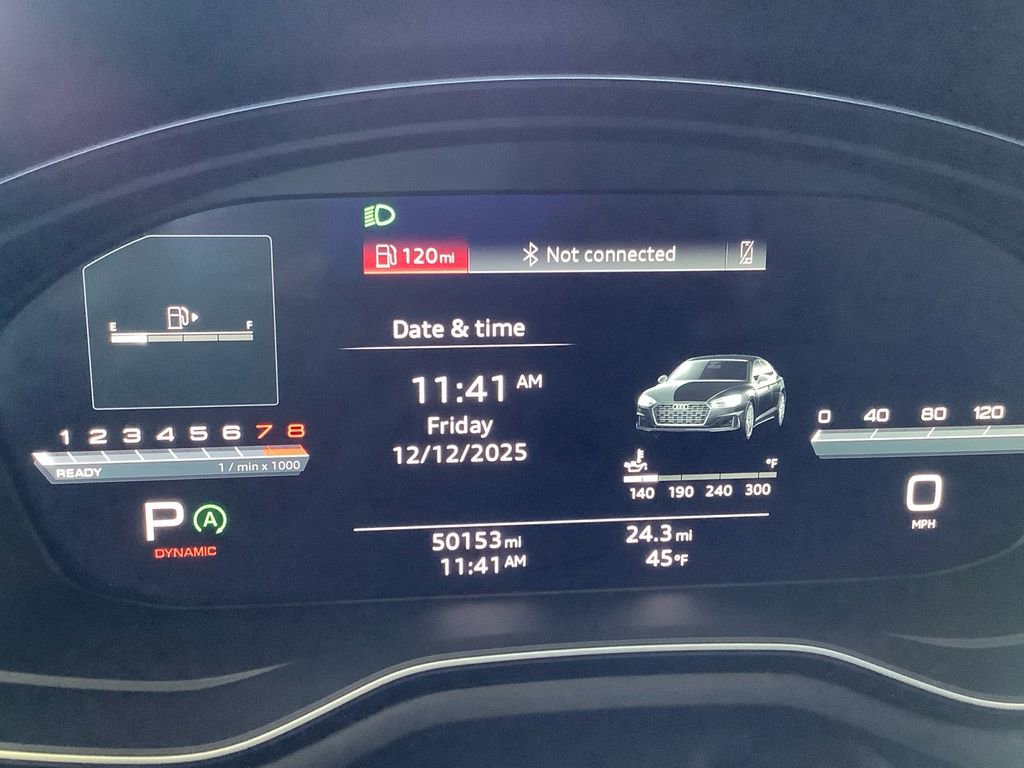 120mi
Not connected
E F
Date & time
11:41 AM
Friday
12/12/2025
1 2 3 4 5 6 7 8
READY
1 / min x 1000
P A
DYNAMIC
°F
140 190 240 300
0 40 80 120
0
MPH
50153mi
11:41AM
24.3mi
45°F